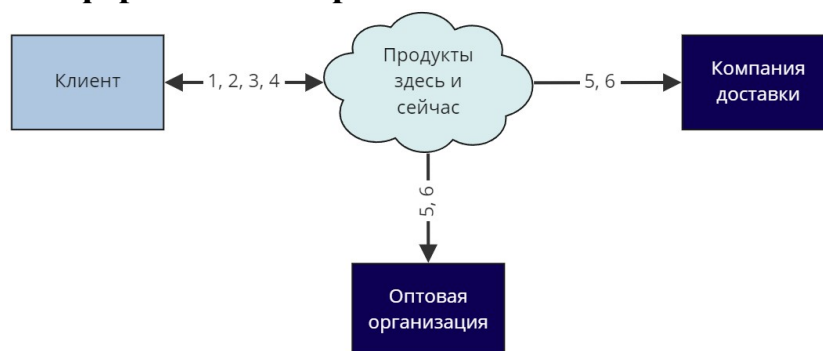 Продукты
здесь и
сейчас
Клиент
1, 2, 3, 4
5, 6
Компания
доставки
5, 6
Оптовая
организация